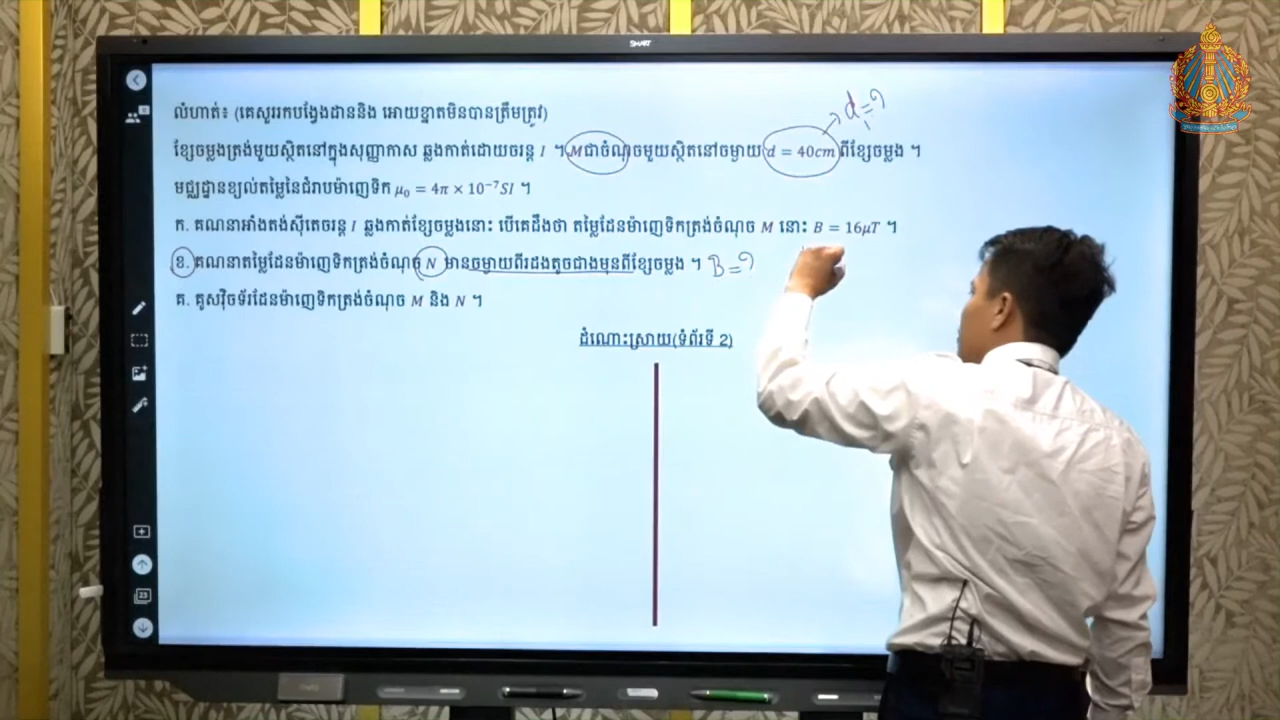 SMART
លំហាត់៖ (គេសួររកបង្វែងដាននិង អោយខ្នាតមិនបានត្រឹមត្រូវ)
d = ?
ខ្សែចម្លងត្រង់មួយស្ថិតនៅក្នុងសុញ្ញាកាស ឆ្លងកាត់ដោយចរន្ត I ។ M ជាចំណុចមួយស្ថិតនៅចម្ងាយ d = 40cm ពីខ្សែចម្លង ។
មជ្ឈដ្ឋានខ្យល់តម្លៃនៃជំរាបម៉ាញេទិក μ₀ = 4π × 10⁻⁷SI ។
ក. គណនាអាំងតង់ស៊ីតេចរន្ត I ឆ្លងកាត់ខ្សែចម្លងនោះ បើគេដឹងថា តម្លៃដែនម៉ាញេទិកត្រង់ចំណុច M នោះ B = 16μT ។
ខ. គណនាតម្លៃដែនម៉ាញេទិកត្រង់ចំណុច N មានចម្ងាយពីរដងតូចជាងមុនពីខ្សែចម្លង ។ B = ?
គ. គូសវ៉ិចទ័រដែនម៉ាញេទិកត្រង់ចំណុច M និង N ។
ដំណោះស្រាយ(ទំព័រទី 2)
23